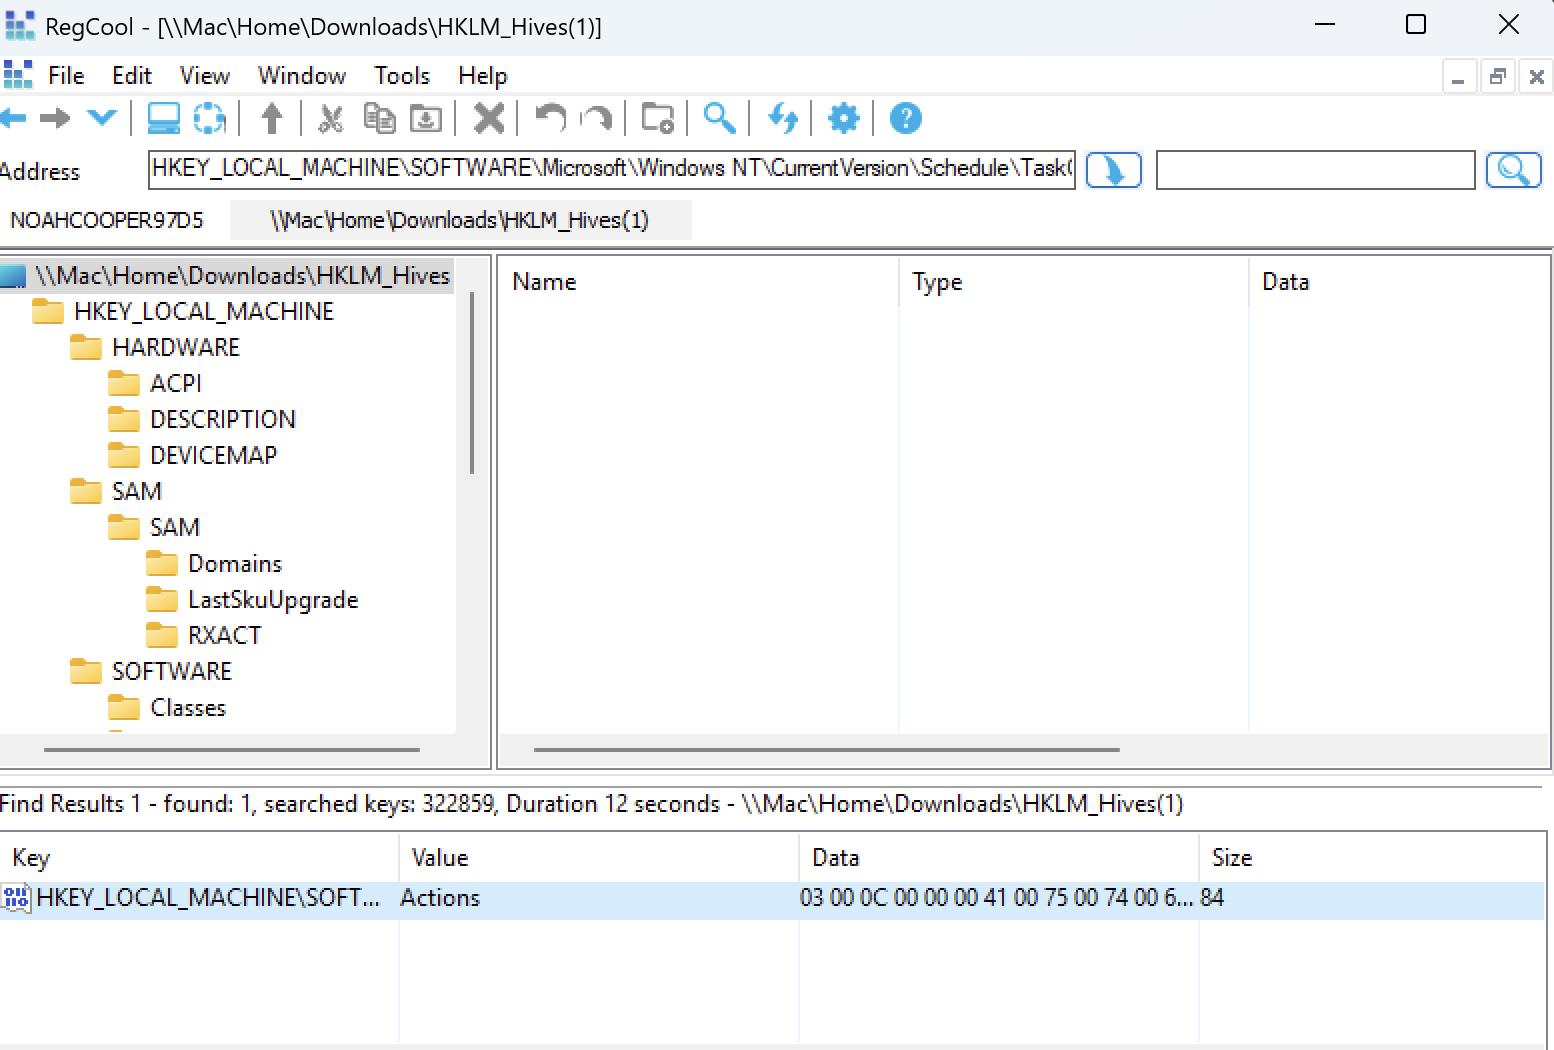 RegCool - [\\Mac\Home\Downloads\HKLM_Hives(1)]
File Edit View Window Tools Help
Address HKEY_LOCAL_MACHINE\SOFTWARE\Microsoft\Windows NT\CurrentVersion\Schedule\Task
NOAHCOOPER97D5 \\Mac\Home\Downloads\HKLM_Hives(1)
\\Mac\Home\Downloads\HKLM_Hives
HKEY_LOCAL_MACHINE
HARDWARE
ACPI
DESCRIPTION
DEVICEMAP
SAM
SAM
Domains
LastSkuUpgrade
RXACT
SOFTWARE
Classes
Name Type Data
Find Results 1 - found: 1, searched keys: 322859, Duration 12 seconds - \\Mac\Home\Downloads\HKLM_Hives(1)
Key Value Data Size
HKEY_LOCAL_MACHINE\SOFT... Actions 03 00 0C 00 00 00 41 00 75 00 74 00 6... 84